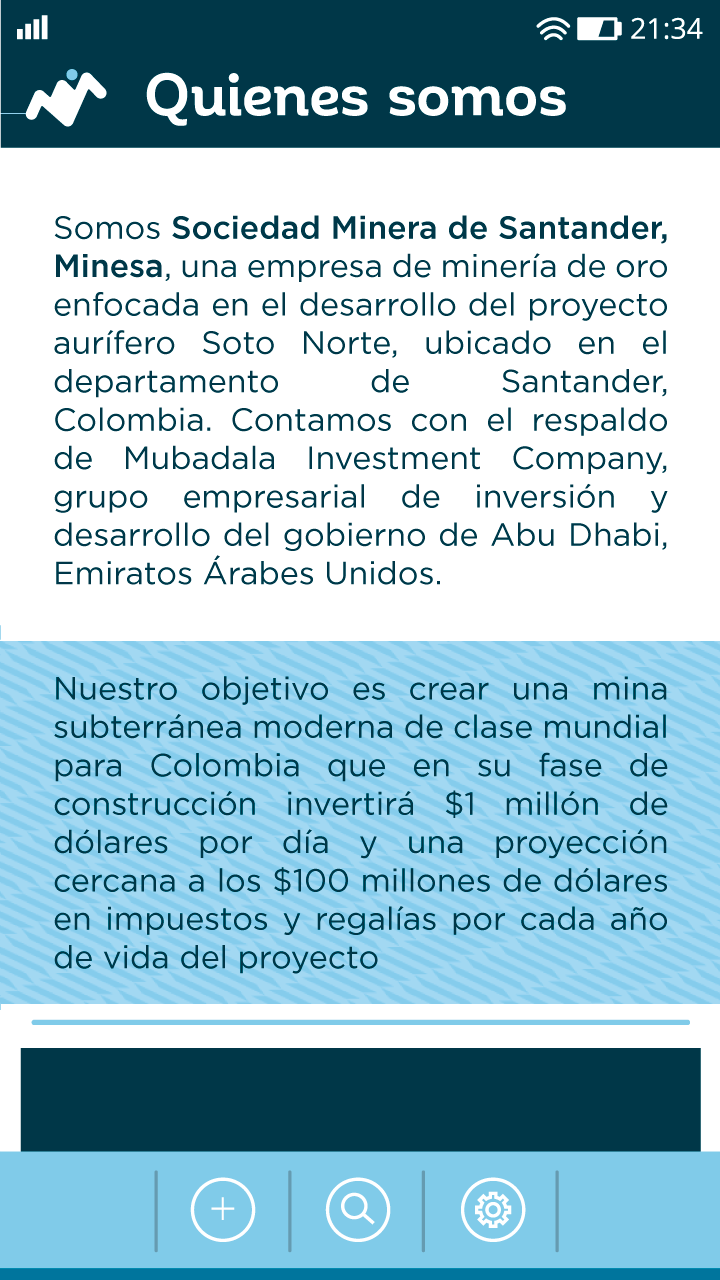 21:34
Quienes somos
Somos Sociedad Minera de Santander,
Minesa, una empresa de minería de oro
enfocada en el desarrollo del proyecto
aurífero Soto Norte, ubicado en el
departamento de Santander,
Colombia. Contamos con el respaldo
de Mubadala Investment Company,
grupo empresarial de inversión y
desarrollo del gobierno de Abu Dhabi,
Emiratos Árabes Unidos.
Nuestro objetivo es crear una mina
subterránea moderna de clase mundial
para Colombia que en su fase de
construcción invertirá $1 millón de
dólares por día y una proyección
cercana a los $100 millones de dólares
en impuestos y regalías por cada año
de vida del proyecto